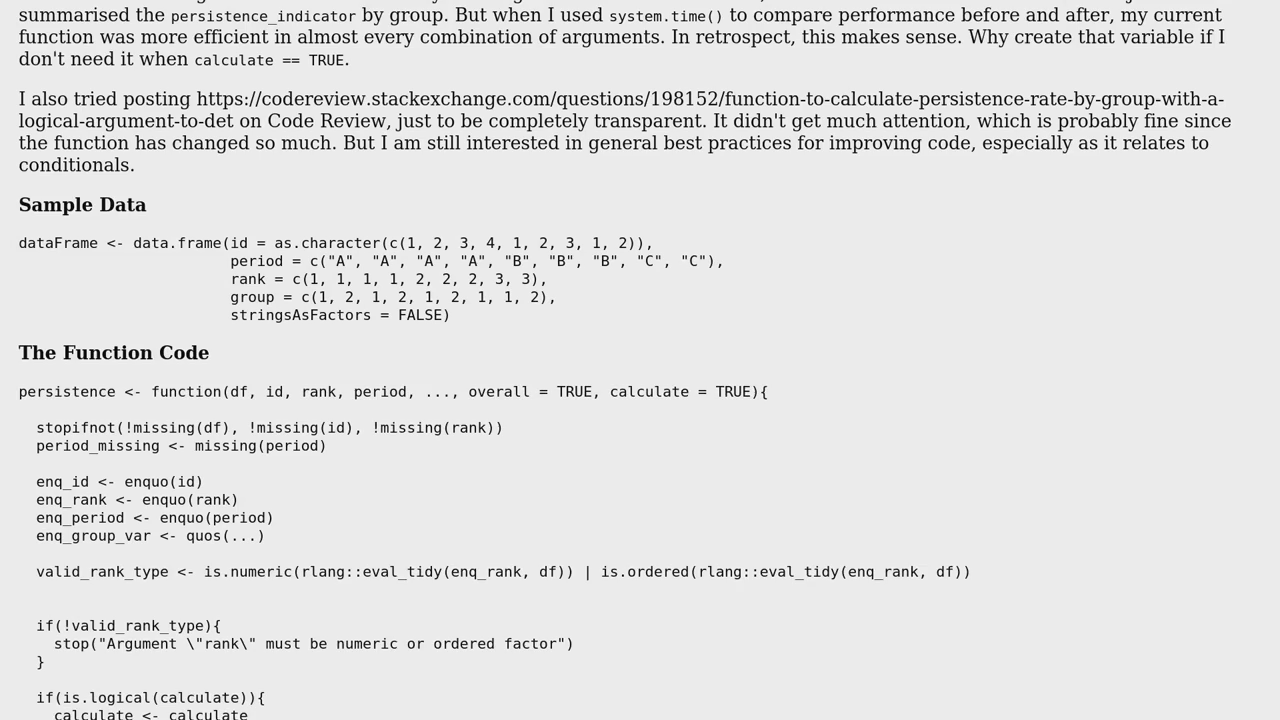 summarised the persistence_indicator by group. But when I used system.time() to compare performance before and after, my current
function was more efficient in almost every combination of arguments. In retrospect, this makes sense. Why create that variable if I
don't need it when calculate == TRUE.
I also tried posting https://codereview.stackexchange.com/questions/198152/function-to-calculate-persistence-rate-by-group-with-a-
logical-argument-to-det on Code Review, just to be completely transparent. It didn't get much attention, which is probably fine since
the function has changed so much. But I am still interested in general best practices for improving code, especially as it relates to
conditionals.
Sample Data
dataFrame <- data.frame(id = as.character(c(1, 2, 3, 4, 1, 2, 3, 1, 2)),
period = c("A", "A", "A", "A", "B", "B", "B", "C", "C"),
rank = c(1, 1, 1, 1, 2, 2, 2, 3, 3),
group = c(1, 2, 1, 2, 1, 2, 1, 1, 2),
stringsAsFactors = FALSE)
The Function Code
persistence <- function(df, id, rank, period, ..., overall = TRUE, calculate = TRUE){
stopifnot(!missing(df), !missing(id), !missing(rank))
period_missing <- missing(period)
enq_id <- enquo(id)
enq_rank <- enquo(rank)
enq_period <- enquo(period)
enq_group_var <- quos(...)
valid_rank_type <- is.numeric(rlang::eval_tidy(enq_rank, df)) | is.ordered(rlang::eval_tidy(enq_rank, df))
if(!valid_rank_type){
stop("Argument \"rank\" must be numeric or ordered factor")
}
if(is.logical(calculate)){
calculate <- calculate